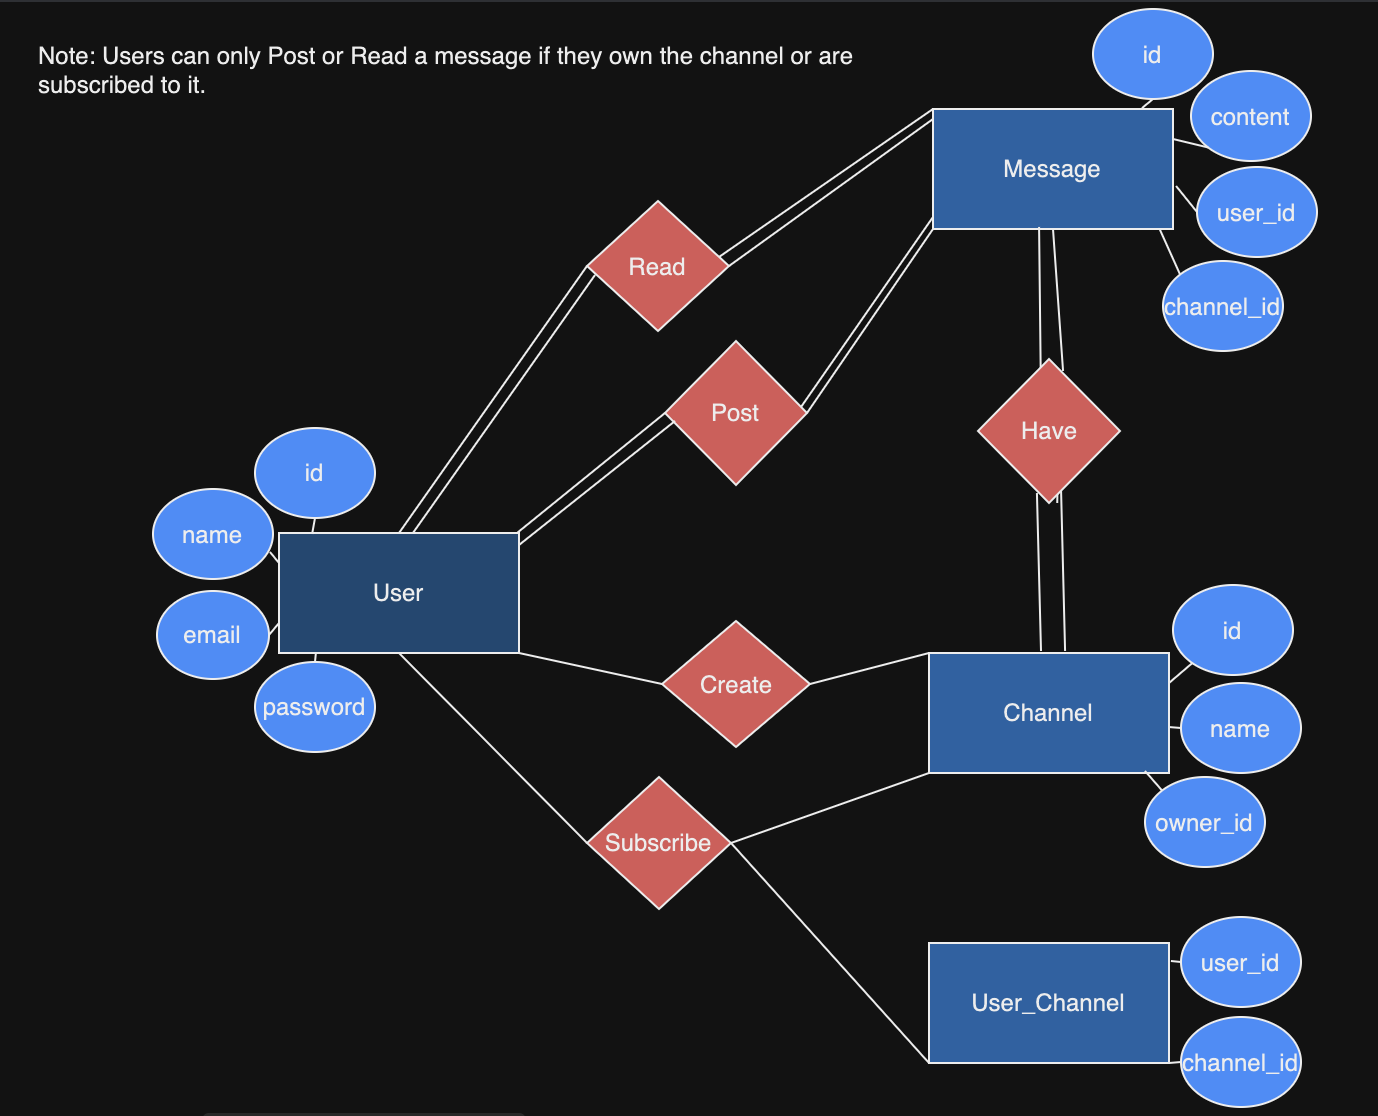 Note: Users can only Post or Read a message if they own the channel or are
subscribed to it.
id
content
Message
user_id
channel_id
Read
Post
Have
id
name
User
email
password
Create
Channel
id
name
owner_id
Subscribe
User_Channel
user_id
channel_id